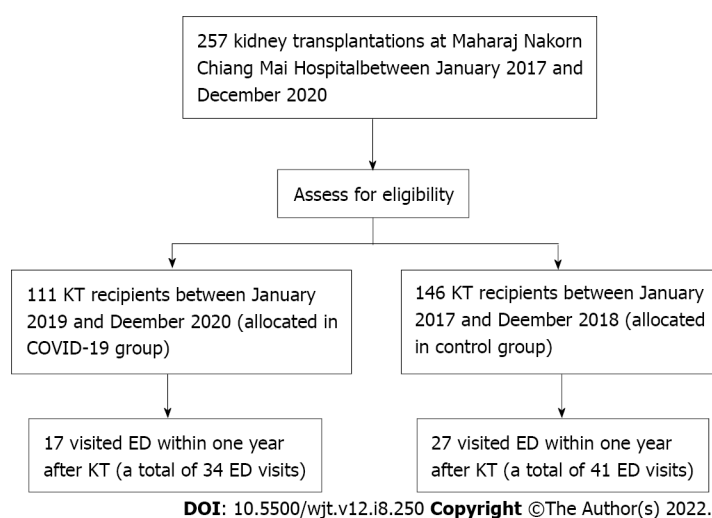 257 kidney transplantations at Maharaj Nakorn
Chiang Mai Hospitalbetween January 2017 and
December 2020
Assess for eligibility
111 KT recipients between January
2019 and Deember 2020 (allocated in
COVID-19 group)
146 KT recipients between January
2017 and Deember 2018 (allocated
in control group)
17 visited ED within one year
after KT (a total of 34 ED visits)
27 visited ED within one year
after KT (a total of 41 ED visits)
DOI: 10.5500/wjt.v12.i8.250 Copyright ©The Author(s) 2022.